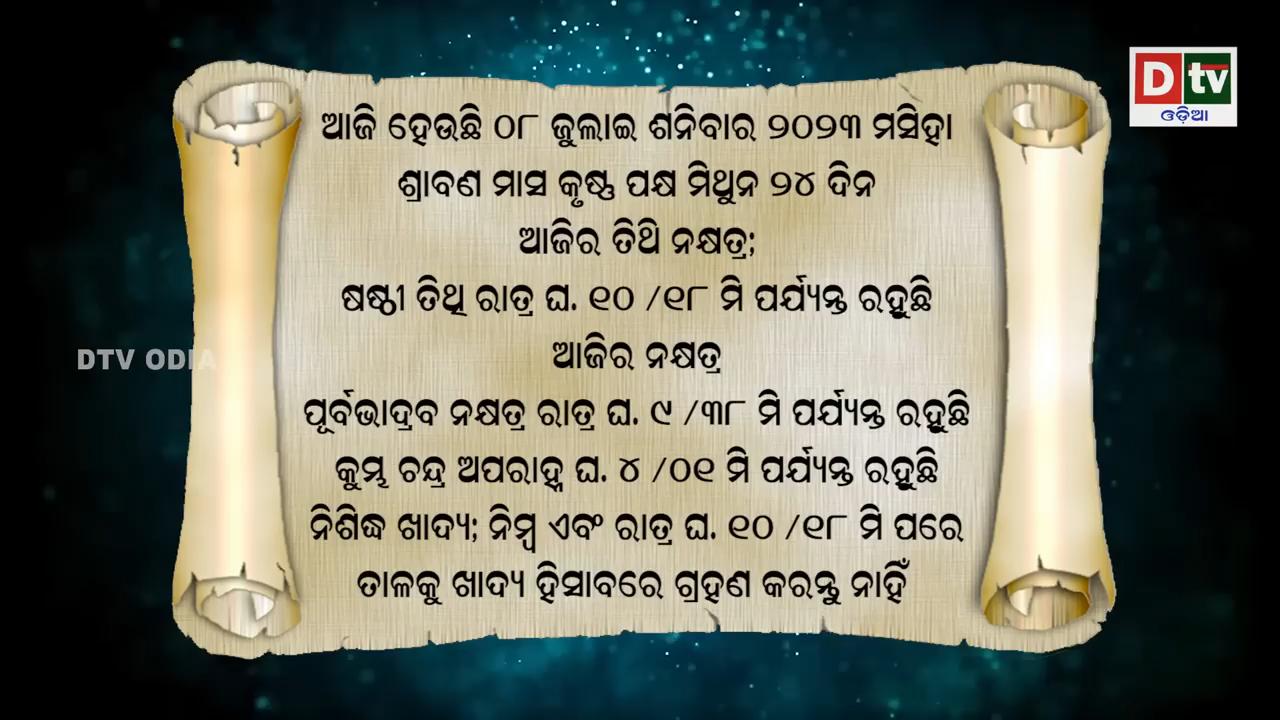 D tv
ଓଡ଼ିଆ
ଆଜି ହେଉଛି ୦୮ ଜୁଲାଇ ଶନିବାର ୨୦୨୩ ମସିହା
ଶ୍ରାବଣ ମାସ କୃଷ୍ଣ ପକ୍ଷ ମିଥୁନ ୨୪ ଦିନ
ଆଜିର ତିଥି ନକ୍ଷତ୍ର;
ଷଷ୍ଠୀ ତିଥି ରାତ୍ର ଘ. ୧୦ /୧୮ ମି ପର୍ଯ୍ୟନ୍ତ ରହୁଛି
ଆଜିର ନକ୍ଷତ୍ର
ପୂର୍ବଭାଦ୍ରବ ନକ୍ଷତ୍ର ରାତ୍ର ଘ. ୯ /୩୮ ମି ପର୍ଯ୍ୟନ୍ତ ରହୁଛି
କୁମ୍ଭ ଚନ୍ଦ୍ର ଅପରାହ୍ନ ଘ. ୪ /୦୧ ମି ପର୍ଯ୍ୟନ୍ତ ରହୁଛି
ନିଶିଦ୍ଧ ଖାଦ୍ୟ; ନିମ୍ବ ଏବଂ ରାତ୍ର ଘ. ୧୦ /୧୮ ମି ପରେ
ତାଳକୁ ଖାଦ୍ୟ ହିସାବରେ ଗ୍ରହଣ କରନ୍ତୁ ନାହିଁ
DTV ODIA